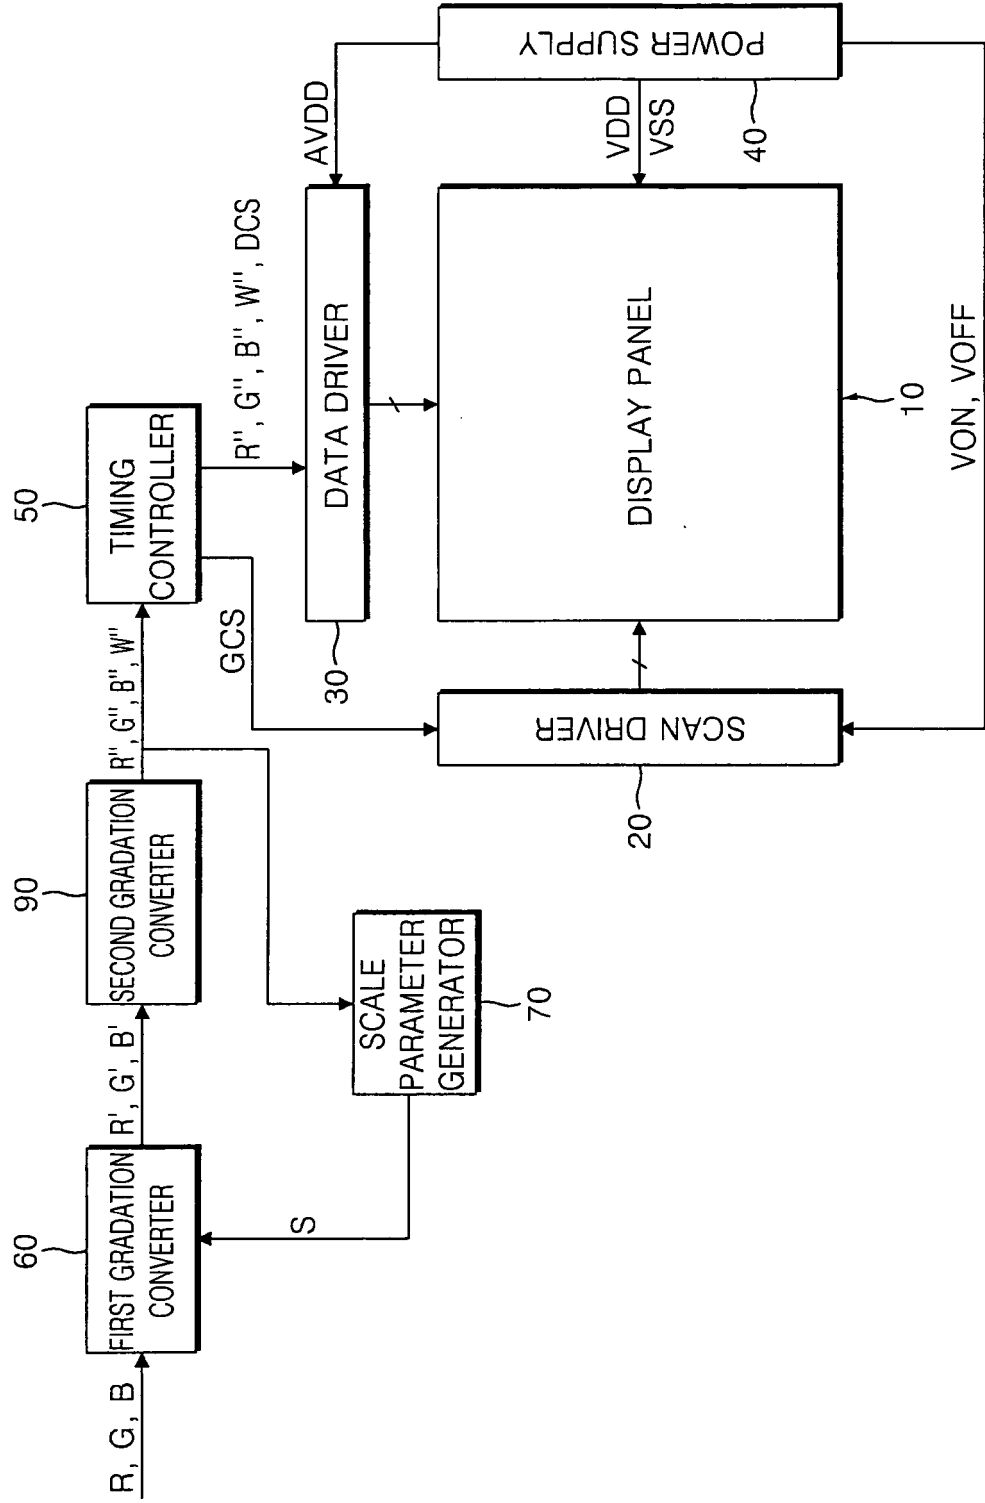 R, G, B
60
FIRST GRADATION
CONVERTER
R', G', B'
90
SECOND GRADATION
CONVERTER
R", G", B", W"
50
TIMING
CONTROLLER
S
SCALE
PARAMETER
GENERATOR
70
GCS
R", G", B", W", DCS
30
DATA DRIVER
AVDD
20
SCAN DRIVER
DISPLAY PANEL
10
VDD
VSS
POWER SUPPLY
40
VON, VOFF